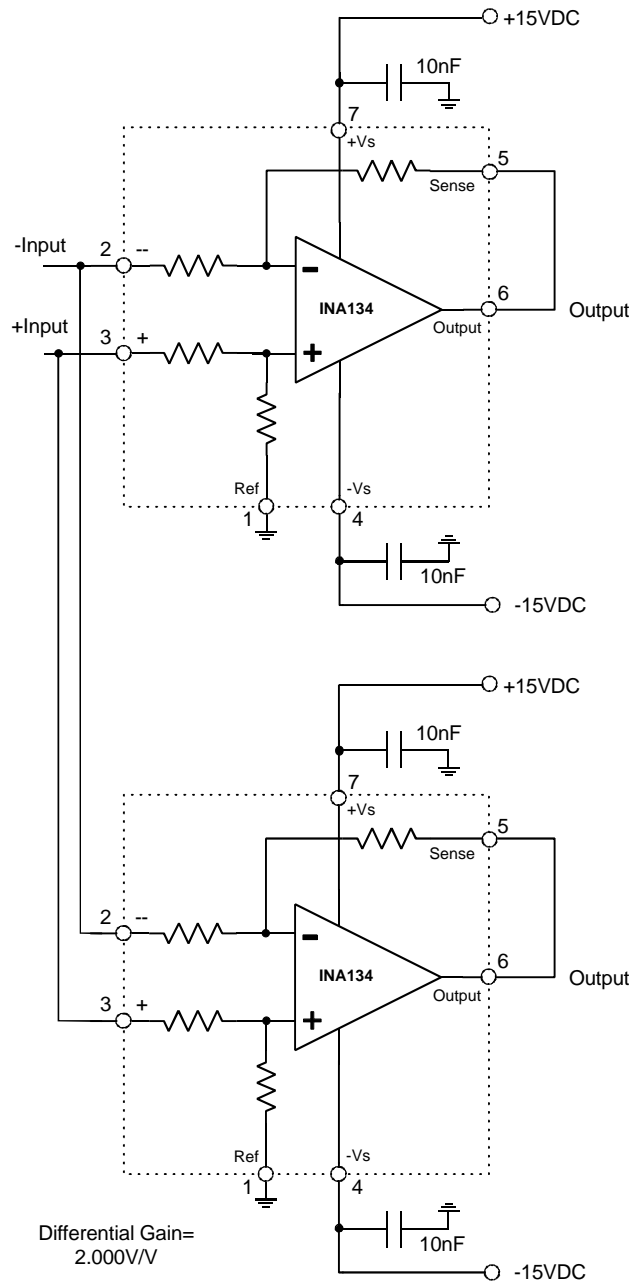 +15VDC
10nF
7
+Vs
5
Sense
-Input
2
--
-
INA134
6
Output
Output
+Input
3
+
+
Ref
1
-Vs
4
10nF
-15VDC
+15VDC
10nF
7
+Vs
5
Sense
2
--
-
INA134
6
Output
Output
3
+
+
Ref
1
-Vs
4
10nF
-15VDC
Differential Gain=
2.000V/V